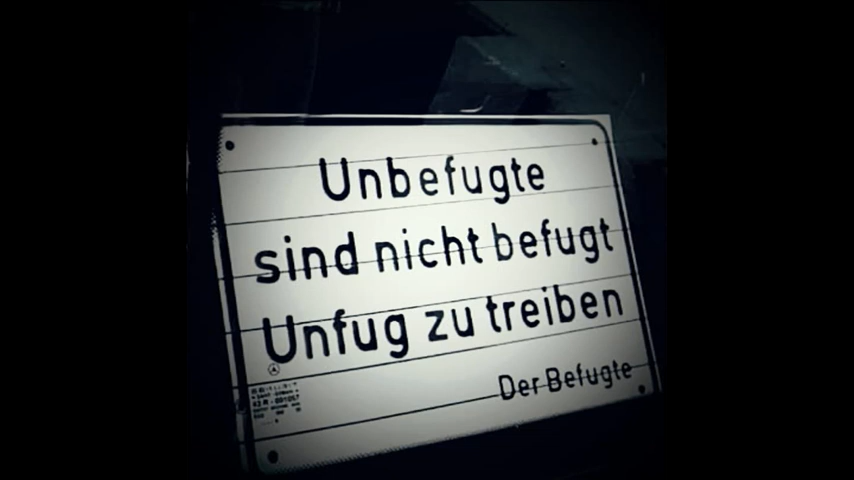 Unbefugte
sind nicht befugt
Unfug zu treiben
Der Befugte